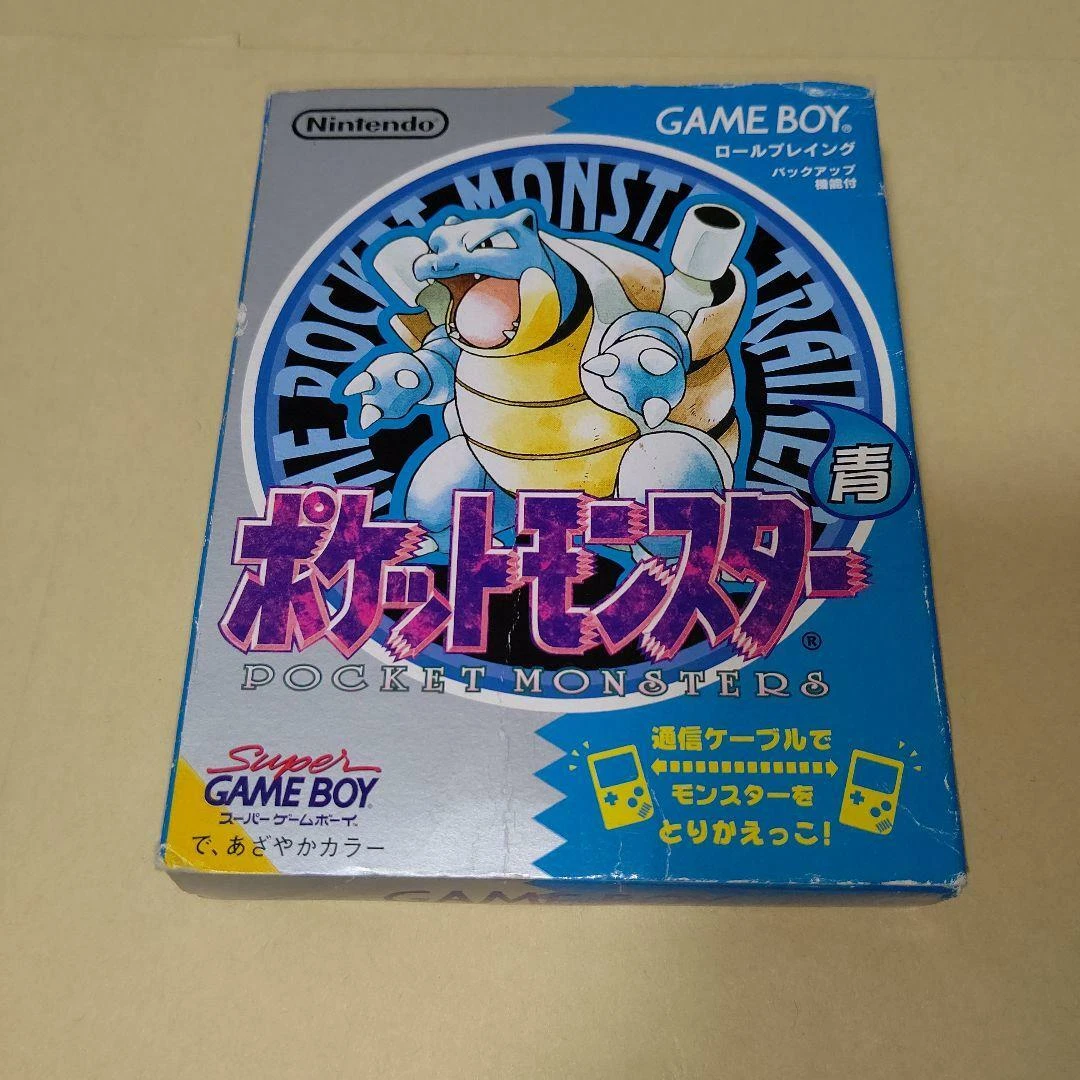 Nintendo
GAME BOY®
ロールプレイング
バックアップ
機能付
THE POCKET MONSTER TRAINER
青
ポケットモンスター®
POCKET MONSTERS
通信ケーブルで
モンスターを
とりかえっこ!
Super
GAME BOY
スーパーゲームボーイ
で、あざやかカラー
GAME BOY